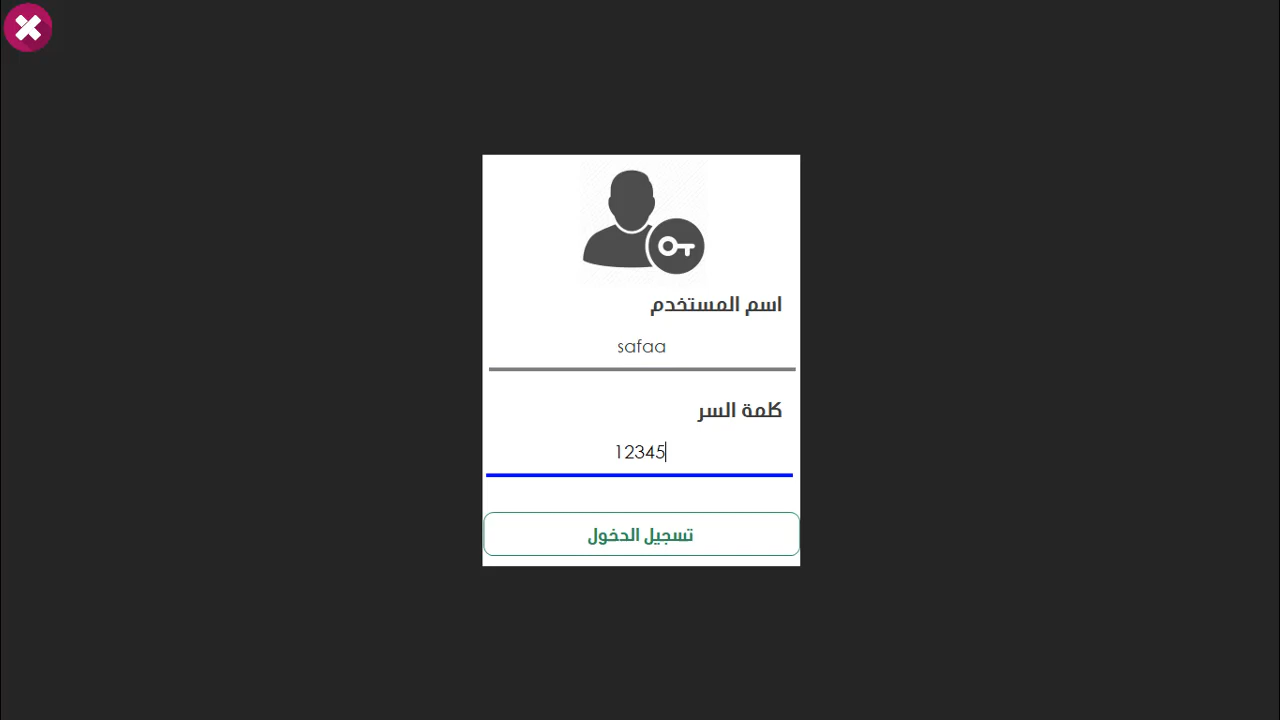 اسم المستخدم
safaa
كلمة السر
12345
تسجيل الدخول